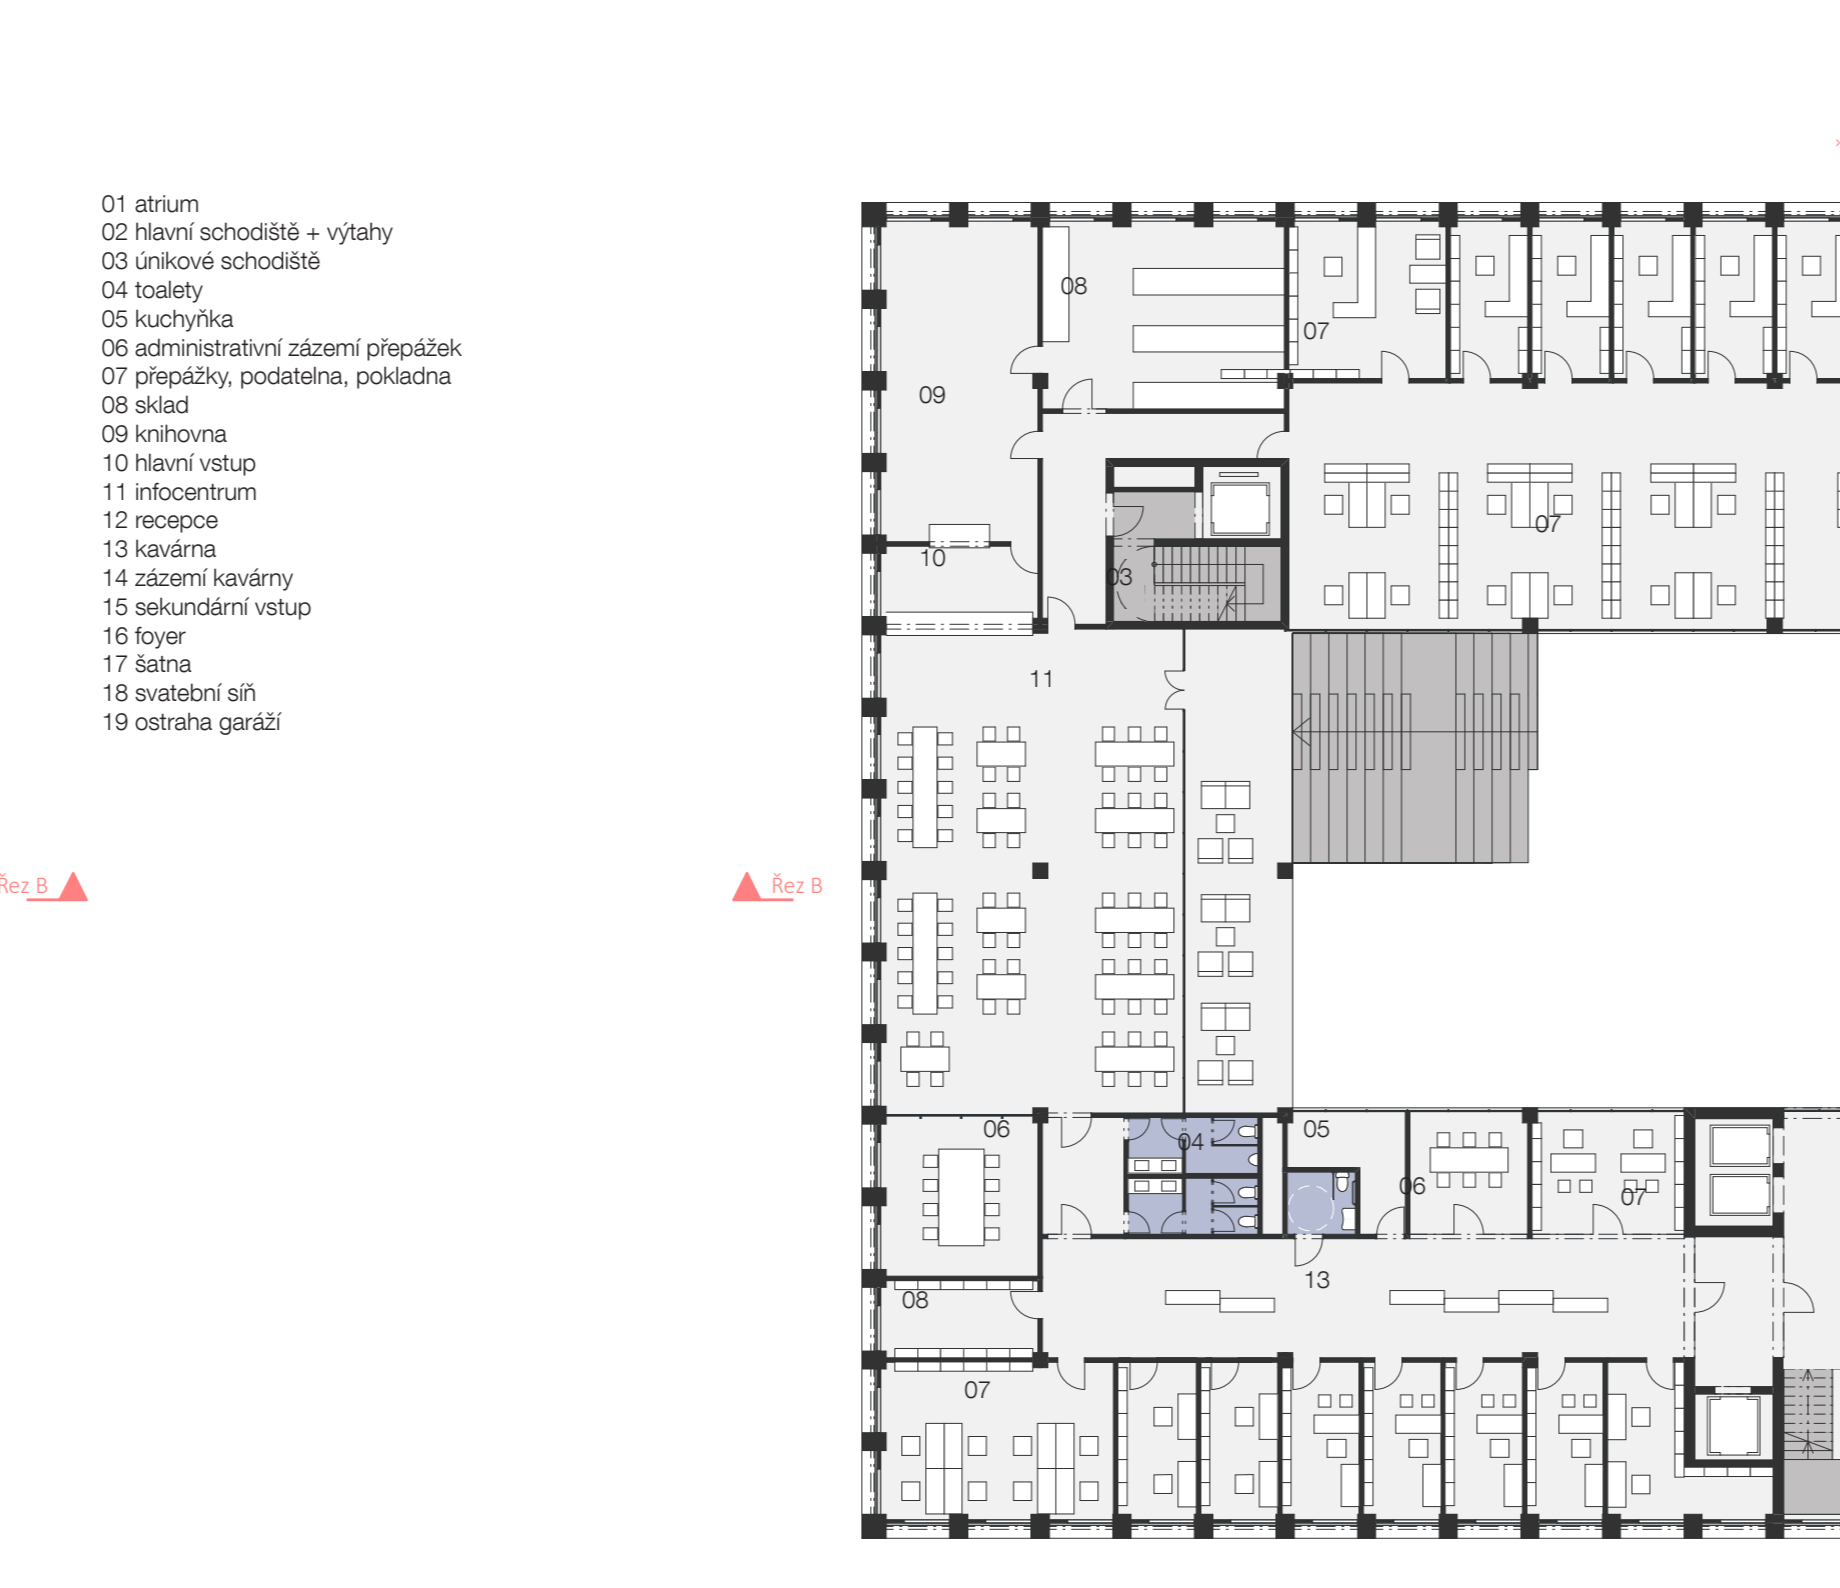 01 atrium
02 hlavní schodiště + výtahy
03 únikové schodiště
04 toalety
05 kuchyňka
06 administrativní zázemí přepážek
07 přepážky, podatelna, pokladna
08 sklad
09 knihovna
10 hlavní vstup
11 infocentrum
12 recepce
13 kavárna
14 zázemí kavárny
15 sekundární vstup
16 foyer
17 šatna
18 svatební síň
19 ostraha garáží
Řez B
Řez B
08
07
09
07
10
03
11
06
04
05
06
07
13
08
07